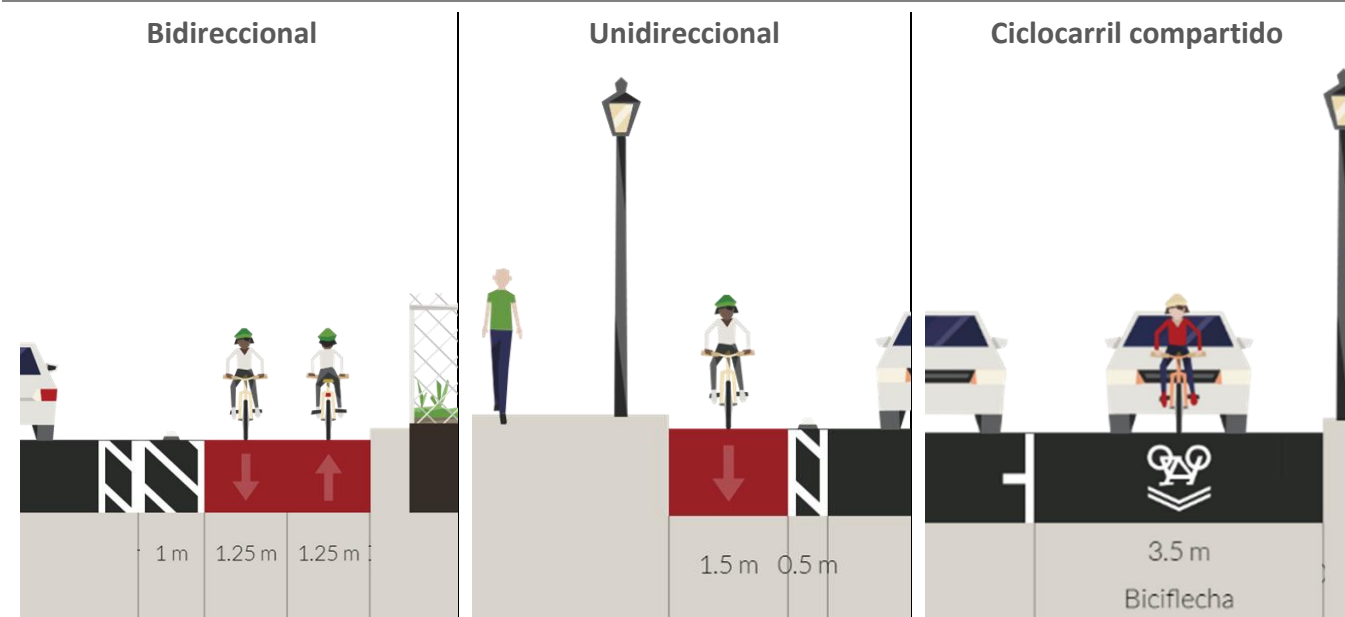 Bidireccional
Unidireccional
Ciclocarril compartido
1 m
1.25 m
1.25 m
1.5 m
0.5 m
3.5 m
Biciflecha